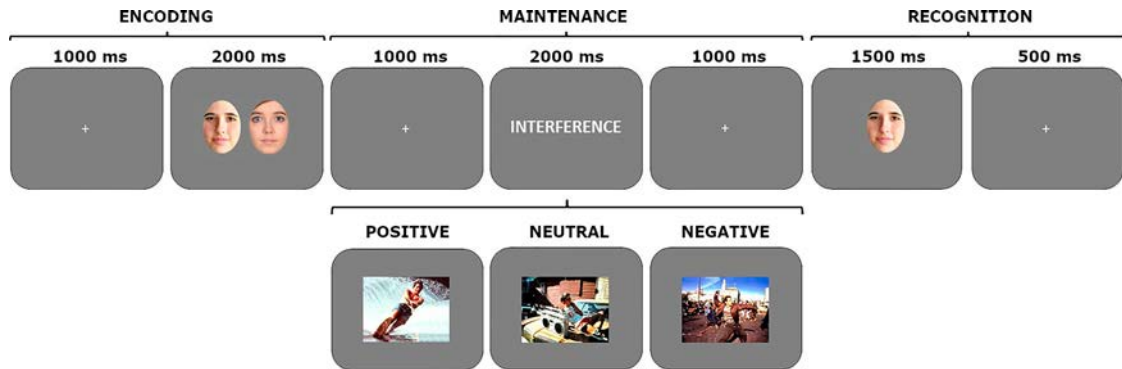 ENCODING MAINTENANCE RECOGNITION
1000 ms 2000 ms 1000 ms 2000 ms 1000 ms 1500 ms 500 ms
+ + INTERFERENCE + +
POSITIVE NEUTRAL NEGATIVE